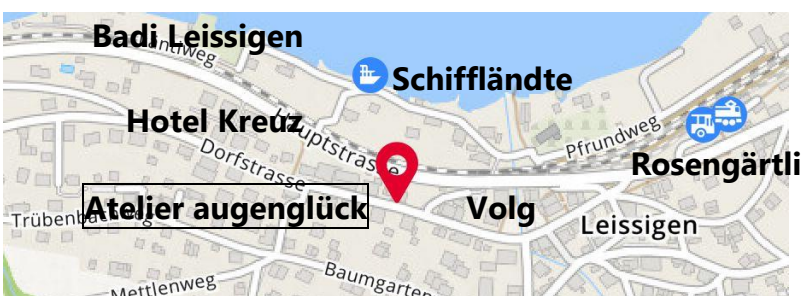 Badi Leissigen
Schiffländte
Hotel Kreuz
Hauptstrasse
Pfrundweg
Dorfstrasse
Rosengärtli
Atelier augenglück
Volg
Leissigen
Baumgarten
Mettlenweg